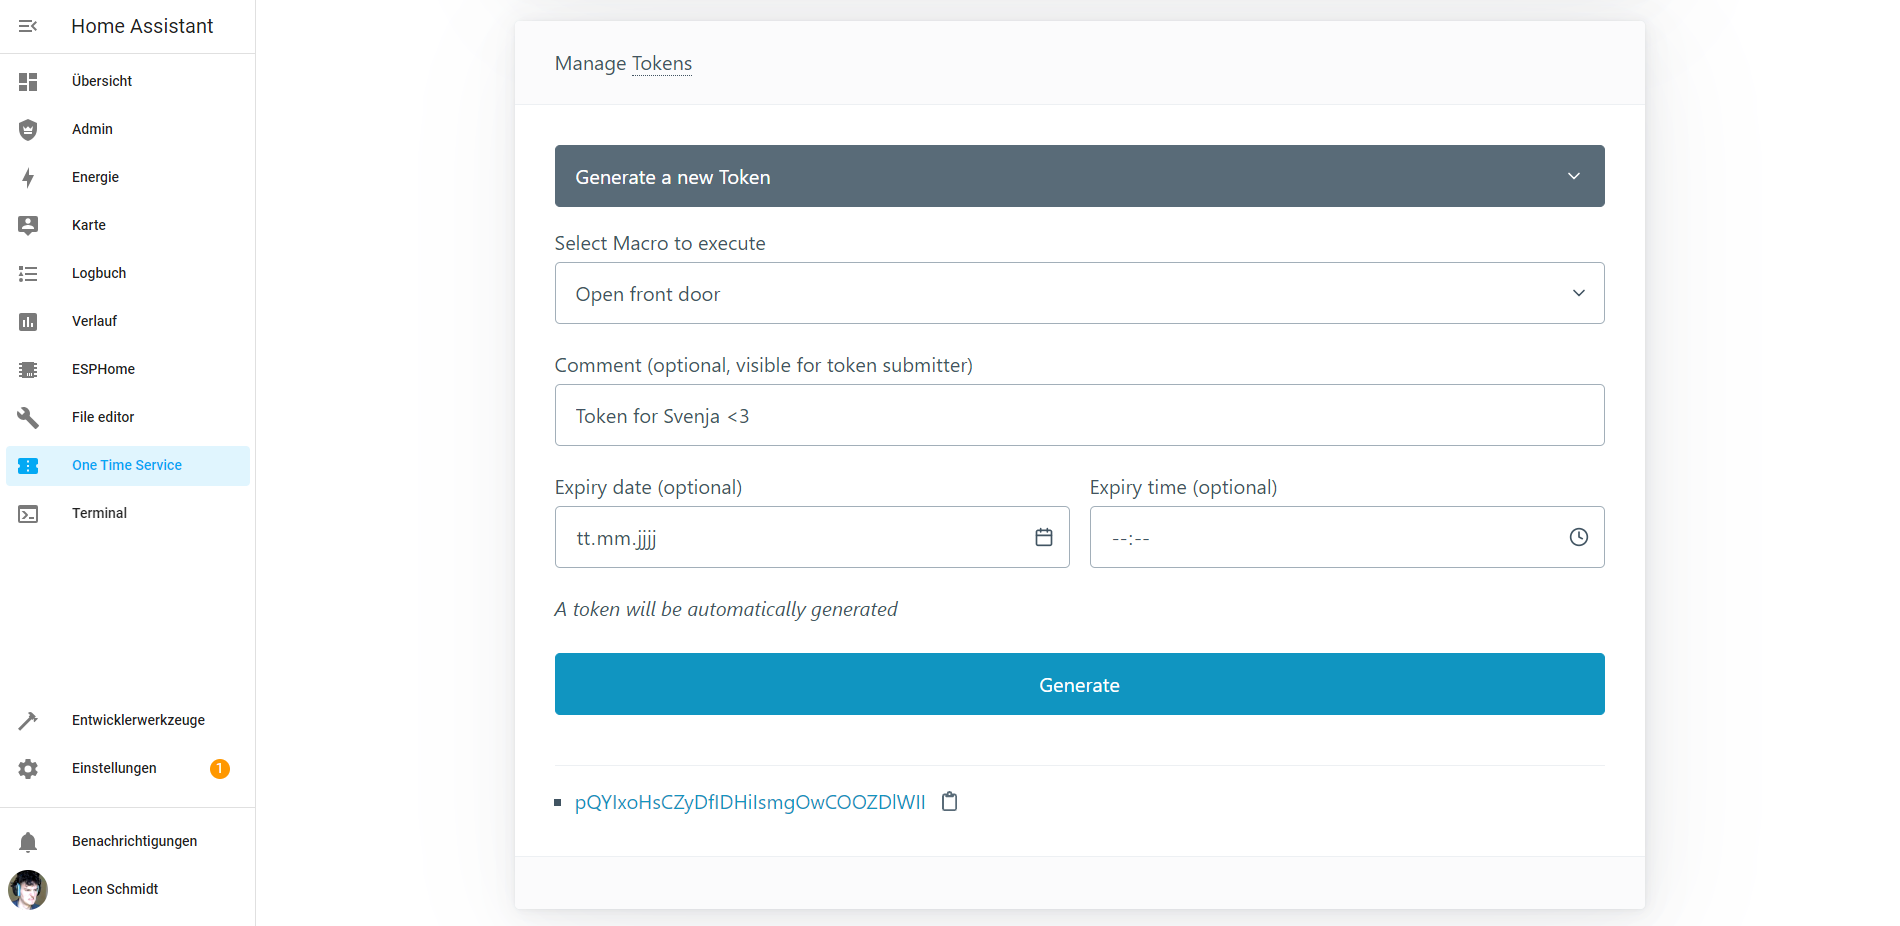 Home Assistant
Übersicht
Admin
Energie
Karte
Logbuch
Verlauf
ESPHome
File editor
One Time Service
Terminal
Entwicklerwerkzeuge
Einstellungen 1
Benachrichtigungen
Leon Schmidt
Manage Tokens
Generate a new Token
Select Macro to execute
Open front door
Comment (optional, visible for token submitter)
Token for Svenja <3
Expiry date (optional) Expiry time (optional)
tt.mm.jjjj --:--
A token will be automatically generated
Generate